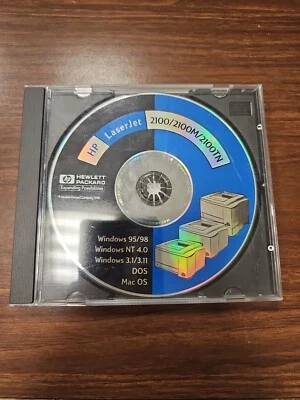 HP LaserJet 2100/2100M/2100TN
hp
HEWLETT
PACKARD
Expanding Possibilities
Windows 95/98
Windows NT 4.0
Windows 3.1/3.11
DOS
Mac OS